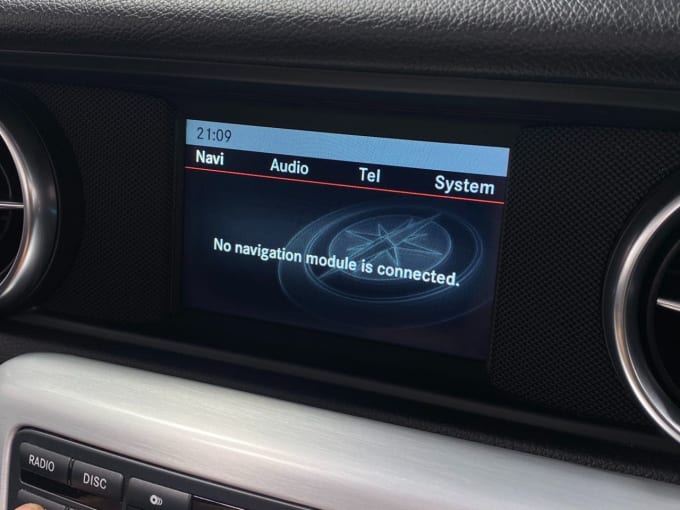 21:09
Navi Audio Tel System
No navigation module is connected.
RADIO DISC